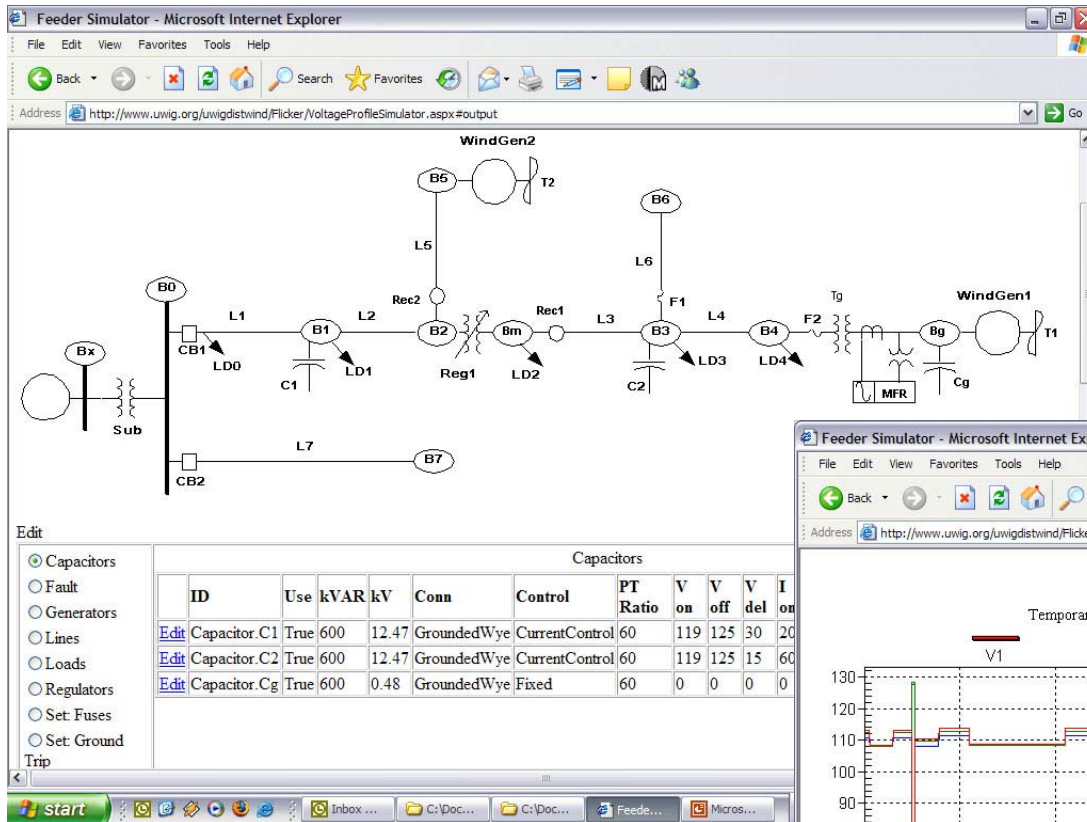 Feeder Simulator - Microsoft Internet Explorer
File Edit View Favorites Tools Help
Back Search Favorites
Address http://www.uwig.org/uwigdistwind/Flicker/VoltageProfileSimulator.aspx#output Go
WindGen2
B5 T2
B6
L5
L6
B0 Rec2 Rec1 F1 Tg WindGen1
L1 L2 L3 L4 F2
Bx B1 B2 Bm B3 B4 Bg T1
CB1 LD0 C1 LD1 Reg1 LD2 C2 LD3 LD4 MFR Cg
Sub
L7
B7
CB2
Edit
Capacitors
Fault
Generators
Lines
Loads
Regulators
Set: Fuses
Set: Ground
Trip
Capacitors
ID Use kVAR kV Conn Control PT Ratio V on V off V del I on
Edit Capacitor.C1 True 600 12.47 GroundedWye CurrentControl 60 119 125 30 20
Edit Capacitor.C2 True 600 12.47 GroundedWye CurrentControl 60 119 125 15 60
Edit Capacitor.Cg True 600 0.48 GroundedWye Fixed 60 0 0 0 0
Feeder Simulator - Microsoft Internet Ex
File Edit View Favorites Tools Help
Back
Address http://www.uwig.org/uwigdistwind/Flicke
Temporar
V1
130
120
110
100
90
start Inbox ... C:\Doc... C:\Doc... Feede... Micros...